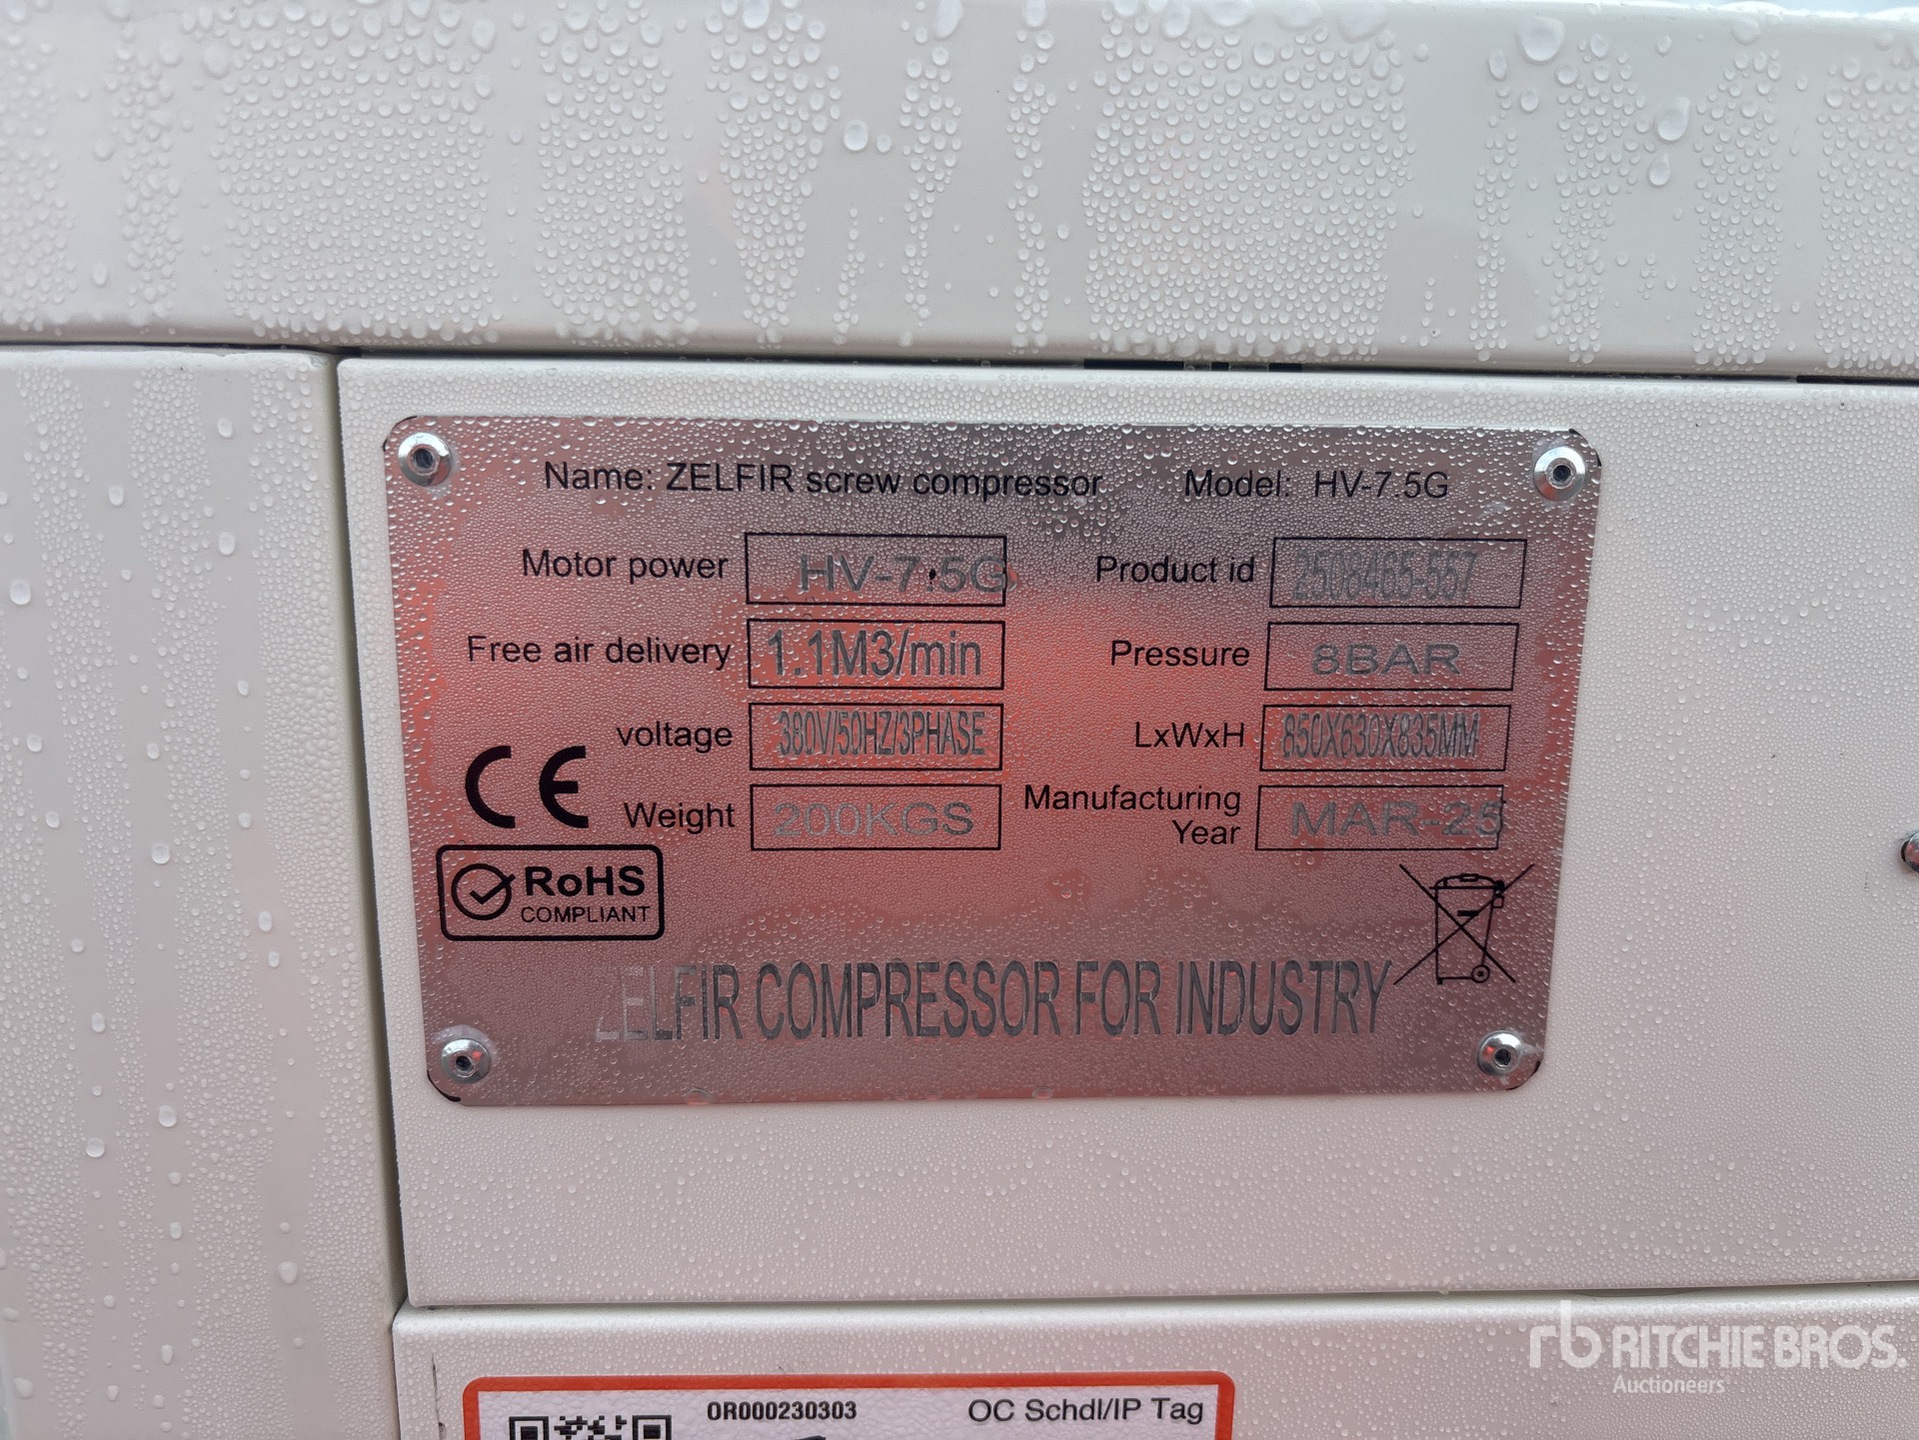 Name: ZELFIR screw compressor Model: HV-7.5G
Motor power HV-7.5G Product id 2508465-557
Free air delivery 1.1M3/min Pressure 8BAR
voltage 380V/50HZ/3PHASE LxWxH 850X630X835MM
CE Weight 200KGS Manufacturing Year MAR-25
RoHS
COMPLIANT
ZELFIR COMPRESSOR FOR INDUSTRY
rb RITCHIE BROS.
Auctioneers
OR000230303 OC Schdl/IP Tag